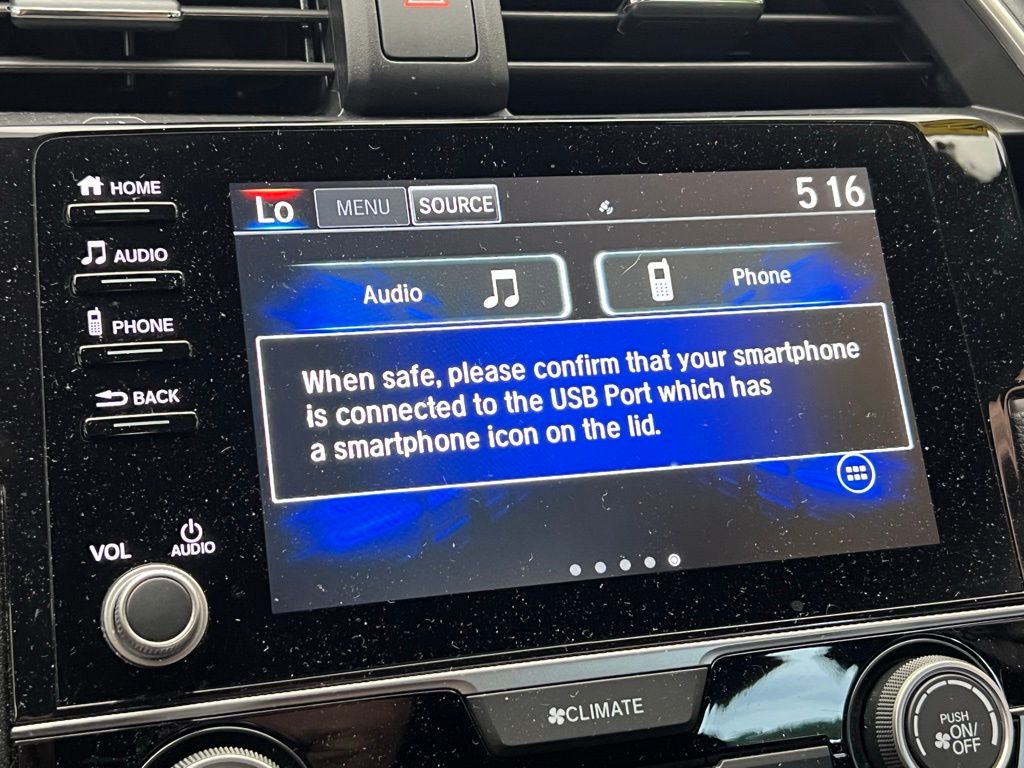 HOME
AUDIO
PHONE
BACK
VOL
AUDIO
Lo
MENU
SOURCE
5 16
Audio
Phone
When safe, please confirm that your smartphone
is connected to the USB Port which has
a smartphone icon on the lid.
CLIMATE
PUSH
ON/
OFF